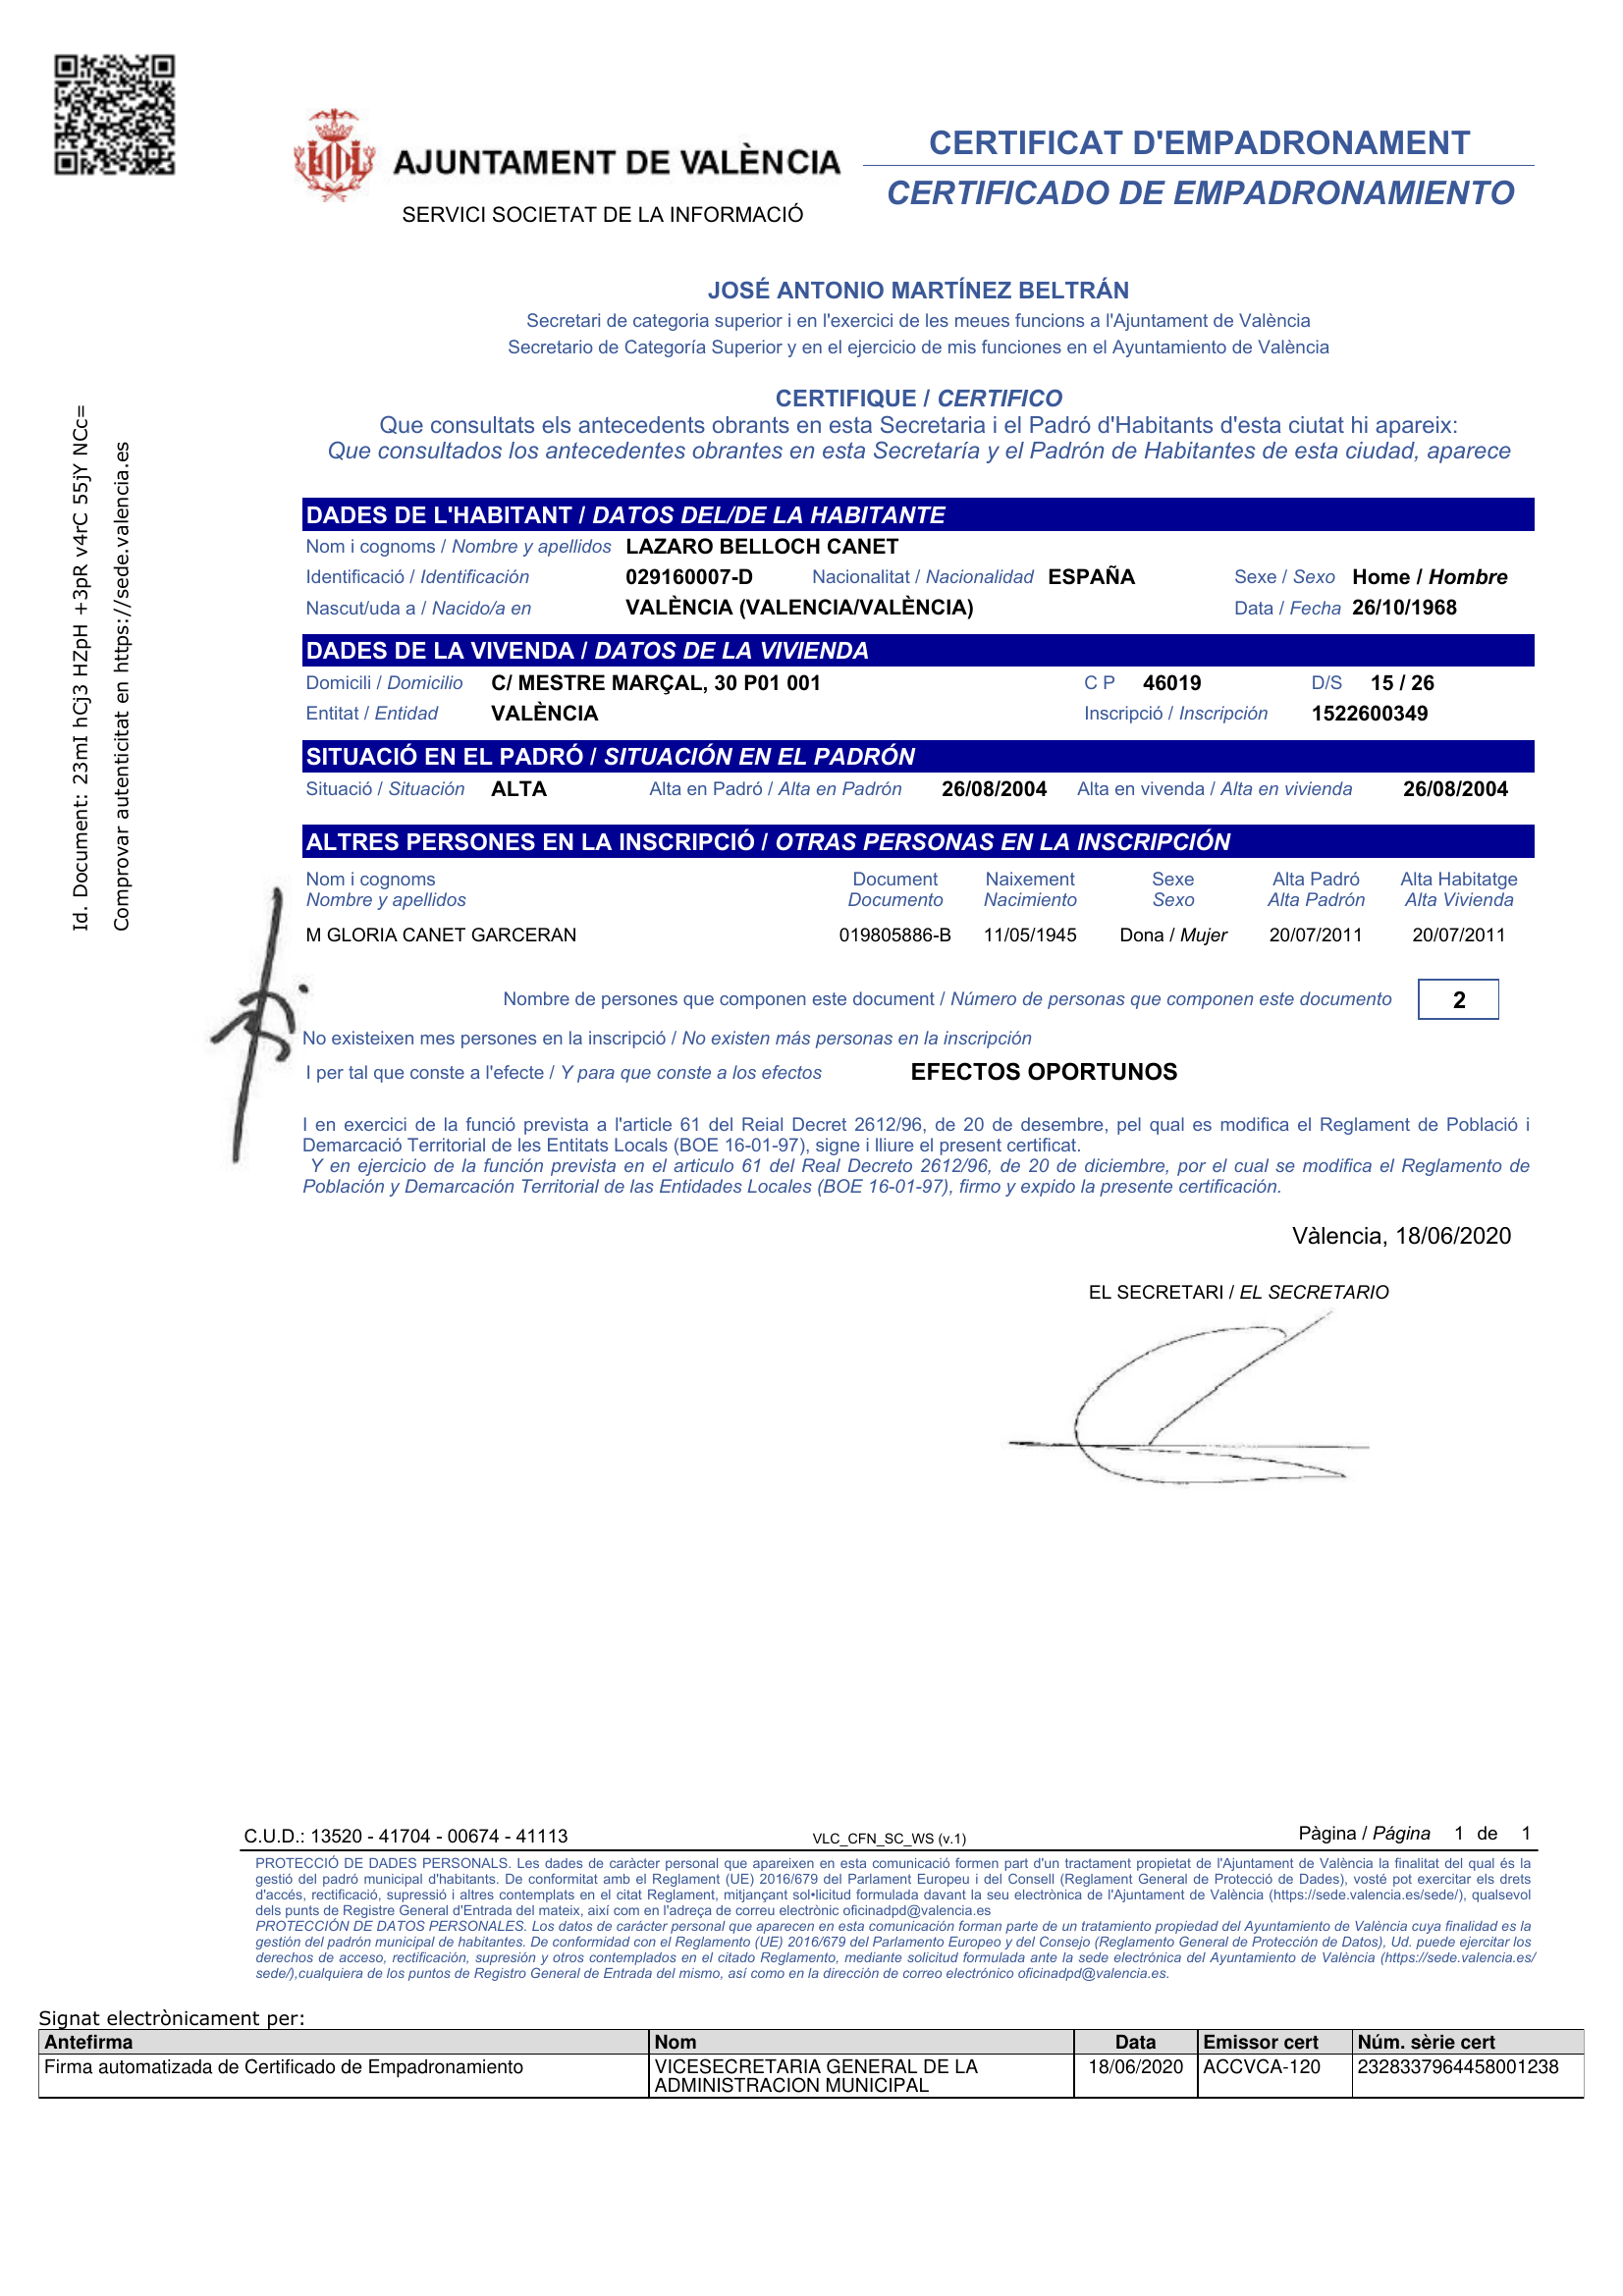 AJUNTAMENT DE VALÈNCIA
SERVICI SOCIETAT DE LA INFORMACIÓ
CERTIFICAT D'EMPADRONAMENT
CERTIFICADO DE EMPADRONAMIENTO
JOSÉ ANTONIO MARTÍNEZ BELTRÁN
Secretari de categoria superior i en l'exercici de les meues funcions a l'Ajuntament de València
Secretario de Categoría Superior y en el ejercicio de mis funciones en el Ayuntamiento de València
CERTIFIQUE / CERTIFICO
Que consultats els antecedents obrants en esta Secretaria i el Padró d'Habitants d'esta ciutat hi apareix:
Que consultados los antecedentes obrantes en esta Secretaría y el Padrón de Habitantes de esta ciudad, aparece
Id. Document: 23mI hCj3 HZpH +3pR v4rC 55jY NCc=
Comprovar autenticitat en https://sede.valencia.es
DADES DE L'HABITANT / DATOS DEL/DE LA HABITANTE
Nom i cognoms / Nombre y apellidos LAZARO BELLOCH CANET
Identificació / Identificación 029160007-D Nacionalitat / Nacionalidad ESPAÑA Sexe / Sexo Home / Hombre
Nascut/uda a / Nacido/a en VALÈNCIA (VALENCIA/VALÈNCIA) Data / Fecha 26/10/1968
DADES DE LA VIVENDA / DATOS DE LA VIVIENDA
Domicili / Domicilio C/ MESTRE MARÇAL, 30 P01 001 C P 46019 D/S 15 / 26
Entitat / Entidad VALÈNCIA Inscripció / Inscripción 1522600349
SITUACIÓ EN EL PADRÓ / SITUACIÓN EN EL PADRÓN
Situació / Situación ALTA Alta en Padró / Alta en Padrón 26/08/2004 Alta en vivenda / Alta en vivienda 26/08/2004
ALTRES PERSONES EN LA INSCRIPCIÓ / OTRAS PERSONAS EN LA INSCRIPCIÓN
Nom i cognoms Document Naixement Sexe Alta Padró Alta Habitatge
Nombre y apellidos Documento Nacimiento Sexo Alta Padrón Alta Vivienda
M GLORIA CANET GARCERAN 019805886-B 11/05/1945 Dona / Mujer 20/07/2011 20/07/2011
Nombre de persones que componen este document / Número de personas que componen este documento 2
No existeixen mes persones en la inscripció / No existen más personas en la inscripción
I per tal que conste a l'efecte / Y para que conste a los efectos EFECTOS OPORTUNOS
I en exercici de la funció prevista a l'article 61 del Reial Decret 2612/96, de 20 de desembre, pel qual es modifica el Reglament de Població i
Demarcació Territorial de les Entitats Locals (BOE 16-01-97), signe i lliure el present certificat.
Y en ejercicio de la función prevista en el articulo 61 del Real Decreto 2612/96, de 20 de diciembre, por el cual se modifica el Reglamento de
Población y Demarcación Territorial de las Entidades Locales (BOE 16-01-97), firmo y expido la presente certificación.
Vàlencia, 18/06/2020
EL SECRETARI / EL SECRETARIO
C.U.D.: 13520 - 41704 - 00674 - 41113 VLC_CFN_SC_WS (v.1) Pàgina / Página 1 de 1
PROTECCIÓ DE DADES PERSONALS. Les dades de caràcter personal que apareixen en esta comunicació formen part d'un tractament propietat de l'Ajuntament de València la finalitat del qual és la
gestió del padró municipal d'habitants. De conformitat amb el Reglament (UE) 2016/679 del Parlament Europeu i del Consell (Reglament General de Protecció de Dades), vosté pot exercitar els drets
d'accés, rectificació, supressió i altres contemplats en el citat Reglament, mitjançant sol•licitud formulada davant la seu electrònica de l'Ajuntament de València (https://sede.valencia.es/sede/), qualsevol
dels punts de Registre General d'Entrada del mateix, així com en l'adreça de correu electrònic oficinadpd@valencia.es
PROTECCIÓN DE DATOS PERSONALES. Los datos de carácter personal que aparecen en esta comunicación forman parte de un tratamiento propiedad del Ayuntamiento de València cuya finalidad es la
gestión del padrón municipal de habitantes. De conformidad con el Reglamento (UE) 2016/679 del Parlamento Europeo y del Consejo (Reglamento General de Protección de Datos), Ud. puede ejercitar los
derechos de acceso, rectificación, supresión y otros contemplados en el citado Reglamento, mediante solicitud formulada ante la sede electrónica del Ayuntamiento de València (https://sede.valencia.es/
sede/),cualquiera de los puntos de Registro General de Entrada del mismo, así como en la dirección de correo electrónico oficinadpd@valencia.es.
Signat electrònicament per:
Antefirma Nom Data Emissor cert Núm. sèrie cert
Firma automatizada de Certificado de Empadronamiento VICESECRETARIA GENERAL DE LA 18/06/2020 ACCVCA-120 2328337964458001238
ADMINISTRACION MUNICIPAL